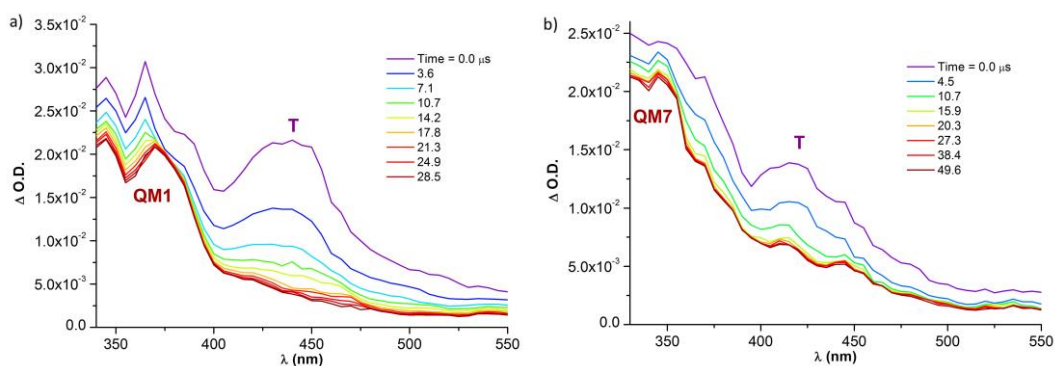 a)
3.5x10⁻²
3.0x10⁻²
2.5x10⁻²
2.0x10⁻²
1.5x10⁻²
1.0x10⁻²
5.0x10⁻³
0.0
Δ O.D.
350
400
450
500
550
λ (nm)
QM1
T
Time = 0.0 μs
3.6
7.1
10.7
14.2
17.8
21.3
24.9
28.5
b)
2.5x10⁻²
2.0x10⁻²
1.5x10⁻²
1.0x10⁻²
5.0x10⁻³
0.0
Δ O.D.
350
400
450
500
550
λ (nm)
QM7
T
Time = 0.0 μs
4.5
10.7
15.9
20.3
27.3
38.4
49.6